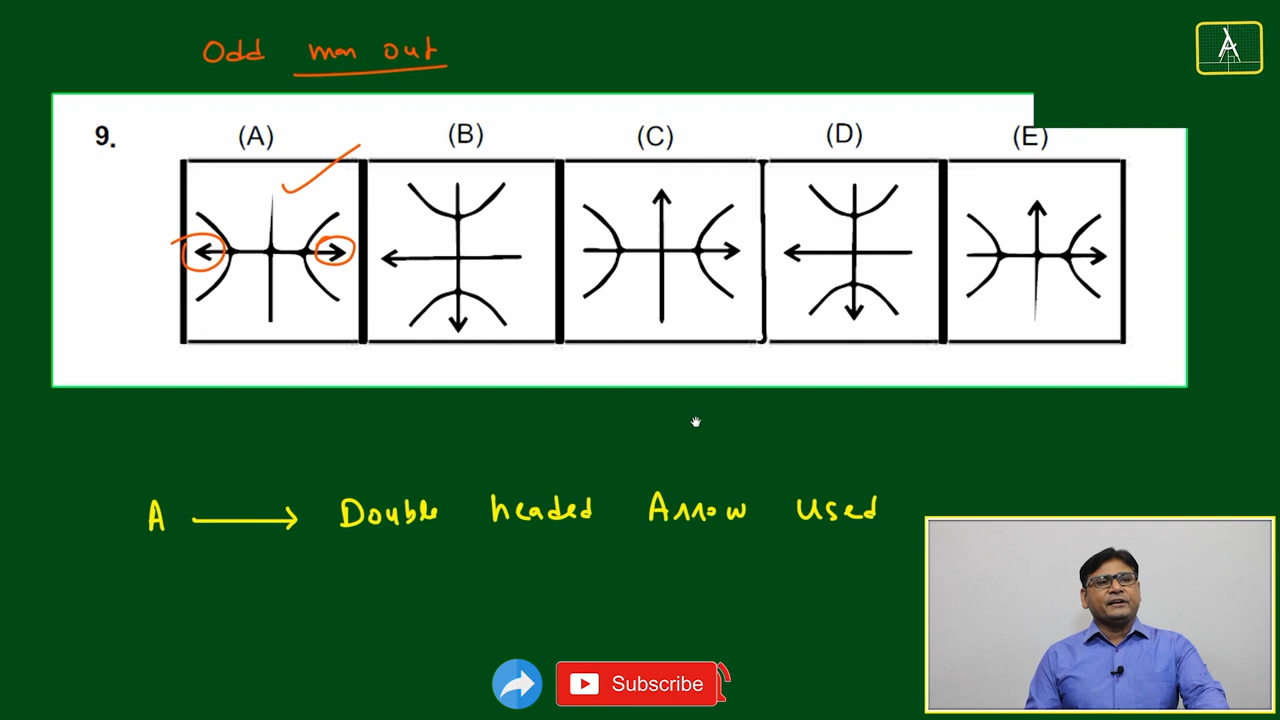 Odd man out
A
9. (A) (B) (C) (D) (E)
A → Double headed Arrow Used
Subscribe